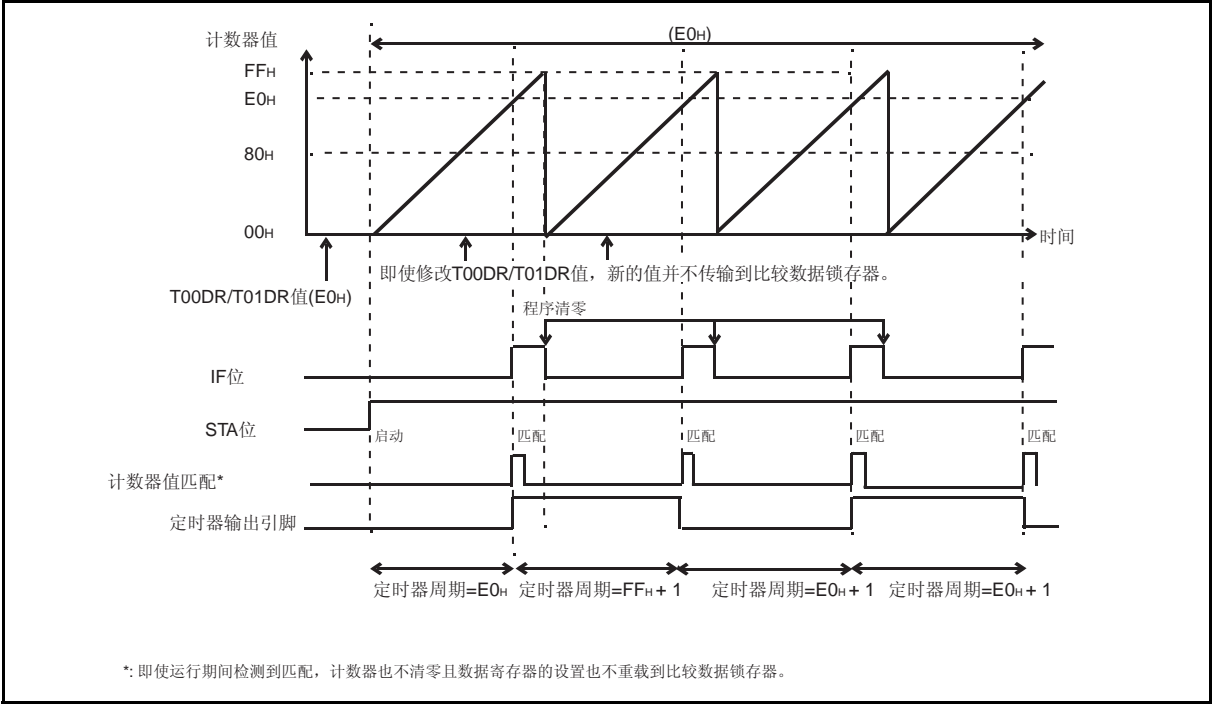 (E0H)
计数器值
FFH
E0H
80H
00H
时间
即使修改T00DR/T01DR值，新的值并不传输到比较数据锁存器。
T00DR/T01DR值(E0H)
程序清零
IF位
STA位
启动 匹配 匹配 匹配 匹配
计数器值匹配*
定时器输出引脚
定时器周期=E0H 定时器周期=FFH + 1 定时器周期=E0H + 1 定时器周期=E0H + 1
*: 即使运行期间检测到匹配，计数器也不清零且数据寄存器的设置也不重载到比较数据锁存器。